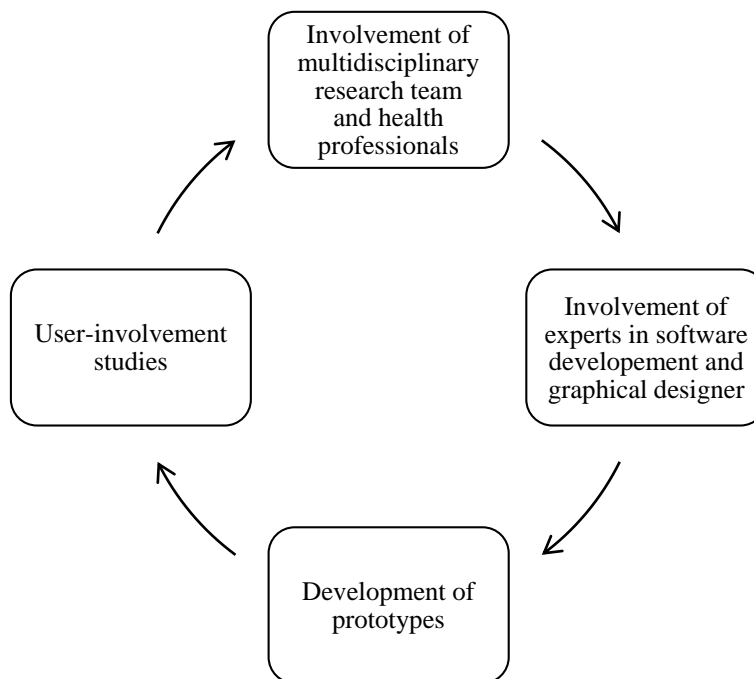 Involvement of
multidisciplinary
research team
and health
professionals
Involvement of
experts in software
developement and
graphical designer
Development of
prototypes
User-involvement
studies